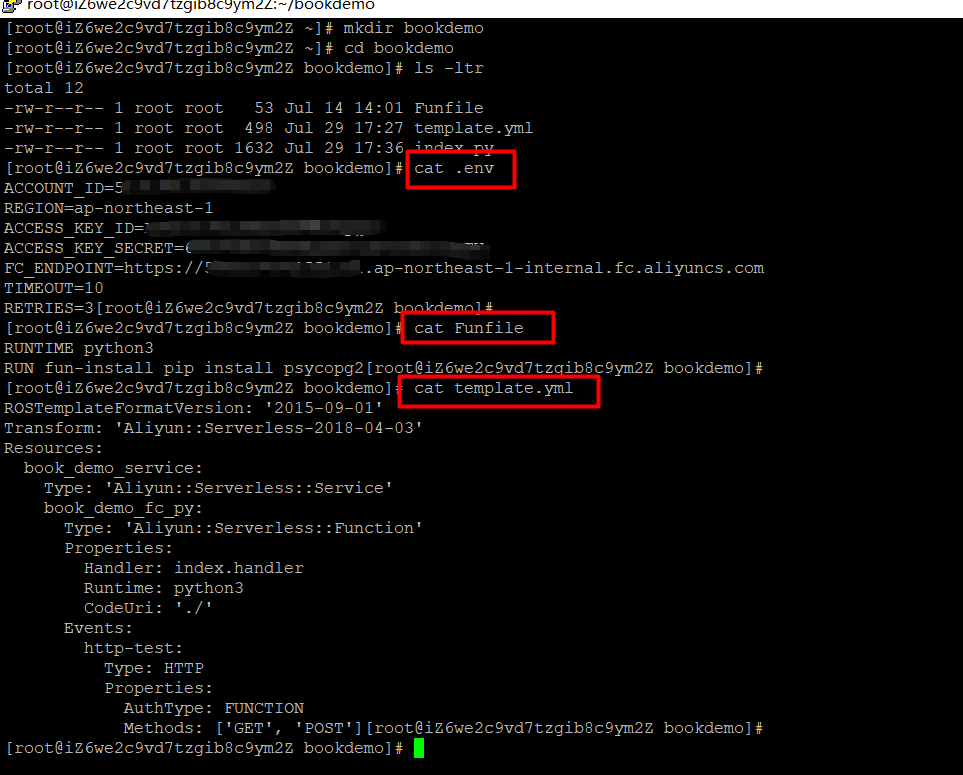 root@iZ6we2c9vd7tzgib8c9ym2Z:~/bookdemo
[root@iZ6we2c9vd7tzgib8c9ym2Z ~]# mkdir bookdemo
[root@iZ6we2c9vd7tzgib8c9ym2Z ~]# cd bookdemo
[root@iZ6we2c9vd7tzgib8c9ym2Z bookdemo]# ls -ltr
total 12
-rw-r--r-- 1 root root   53 Jul 14 14:01 Funfile
-rw-r--r-- 1 root root  498 Jul 29 17:27 template.yml
-rw-r--r-- 1 root root 1632 Jul 29 17:36 index.py
[root@iZ6we2c9vd7tzgib8c9ym2Z bookdemo]# cat .env
ACCOUNT_ID=5
REGION=ap-northeast-1
ACCESS_KEY_ID=
ACCESS_KEY_SECRET=
FC_ENDPOINT=https://5 .ap-northeast-1-internal.fc.aliyuncs.com
TIMEOUT=10
RETRIES=3[root@iZ6we2c9vd7tzgib8c9ym2Z bookdemo]#
[root@iZ6we2c9vd7tzgib8c9ym2Z bookdemo]# cat Funfile
RUNTIME python3
RUN fun-install pip install psycopg2[root@iZ6we2c9vd7tzgib8c9ym2Z bookdemo]#
[root@iZ6we2c9vd7tzgib8c9ym2Z bookdemo]# cat template.yml
ROSTemplateFormatVersion: '2015-09-01'
Transform: 'Aliyun::Serverless-2018-04-03'
Resources:
  book_demo_service:
    Type: 'Aliyun::Serverless::Service'
    book_demo_fc_py:
      Type: 'Aliyun::Serverless::Function'
      Properties:
        Handler: index.handler
        Runtime: python3
        CodeUri: './'
      Events:
        http-test:
          Type: HTTP
          Properties:
            AuthType: FUNCTION
            Methods: ['GET', 'POST'][root@iZ6we2c9vd7tzgib8c9ym2Z bookdemo]#
[root@iZ6we2c9vd7tzgib8c9ym2Z bookdemo]#